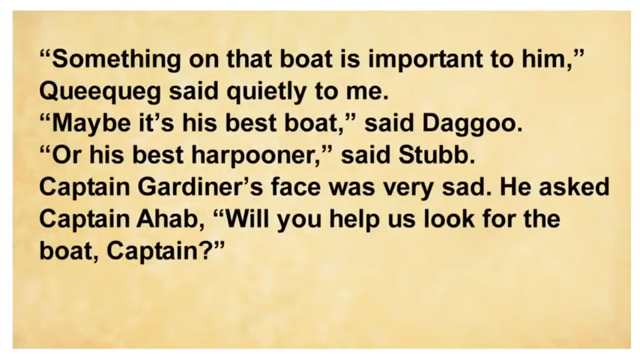 “Something on that boat is important to him,”
Queequeg said quietly to me.
“Maybe it’s his best boat,” said Daggoo.
“Or his best harpooner,” said Stubb.
Captain Gardiner’s face was very sad. He asked
Captain Ahab, “Will you help us look for the
boat, Captain?”